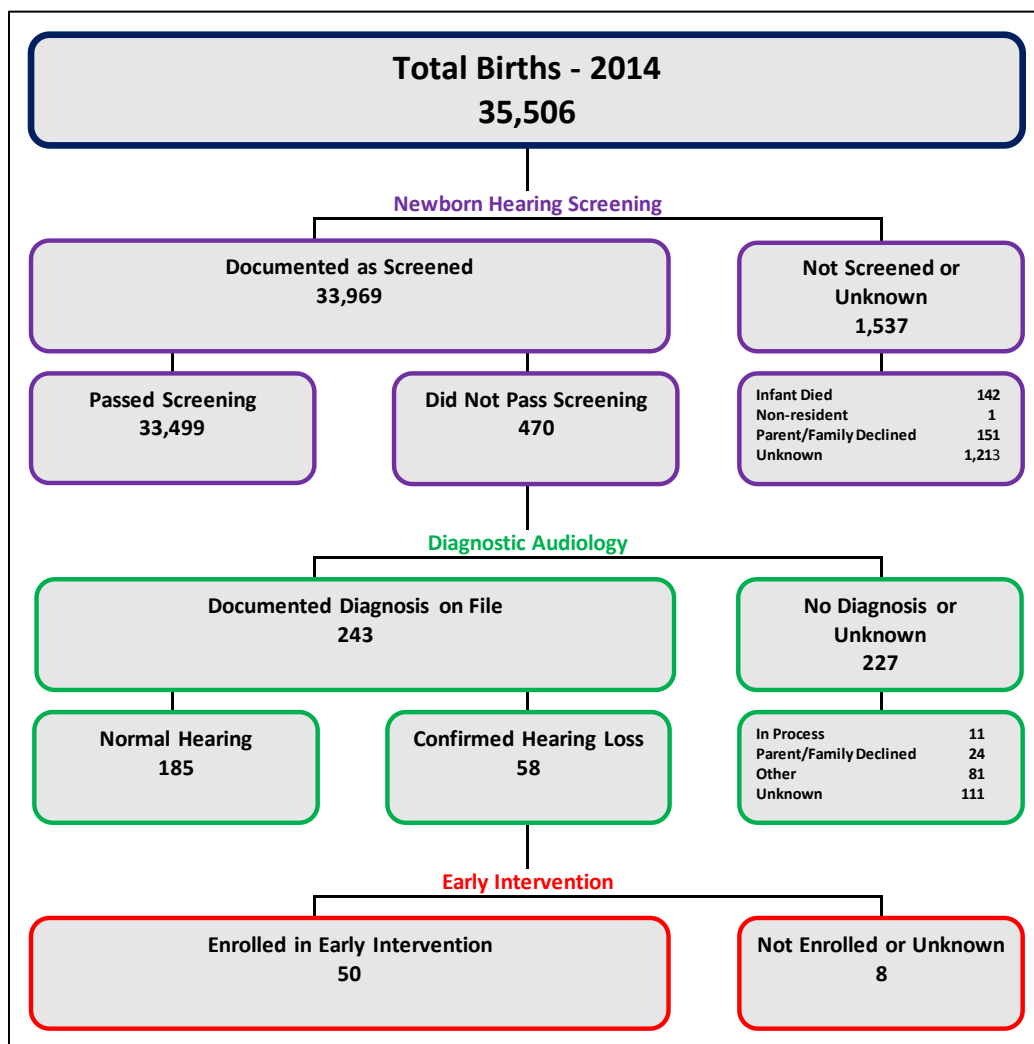 Total Births - 2014
35,506
Newborn Hearing Screening
Documented as Screened
33,969
Not Screened or
Unknown
1,537
Passed Screening
33,499
Did Not Pass Screening
470
Infant Died 142
Non-resident 1
Parent/Family Declined 151
Unknown 1,213
Diagnostic Audiology
Documented Diagnosis on File
243
No Diagnosis or
Unknown
227
Normal Hearing
185
Confirmed Hearing Loss
58
In Process 11
Parent/Family Declined 24
Other 81
Unknown 111
Early Intervention
Enrolled in Early Intervention
50
Not Enrolled or Unknown
8